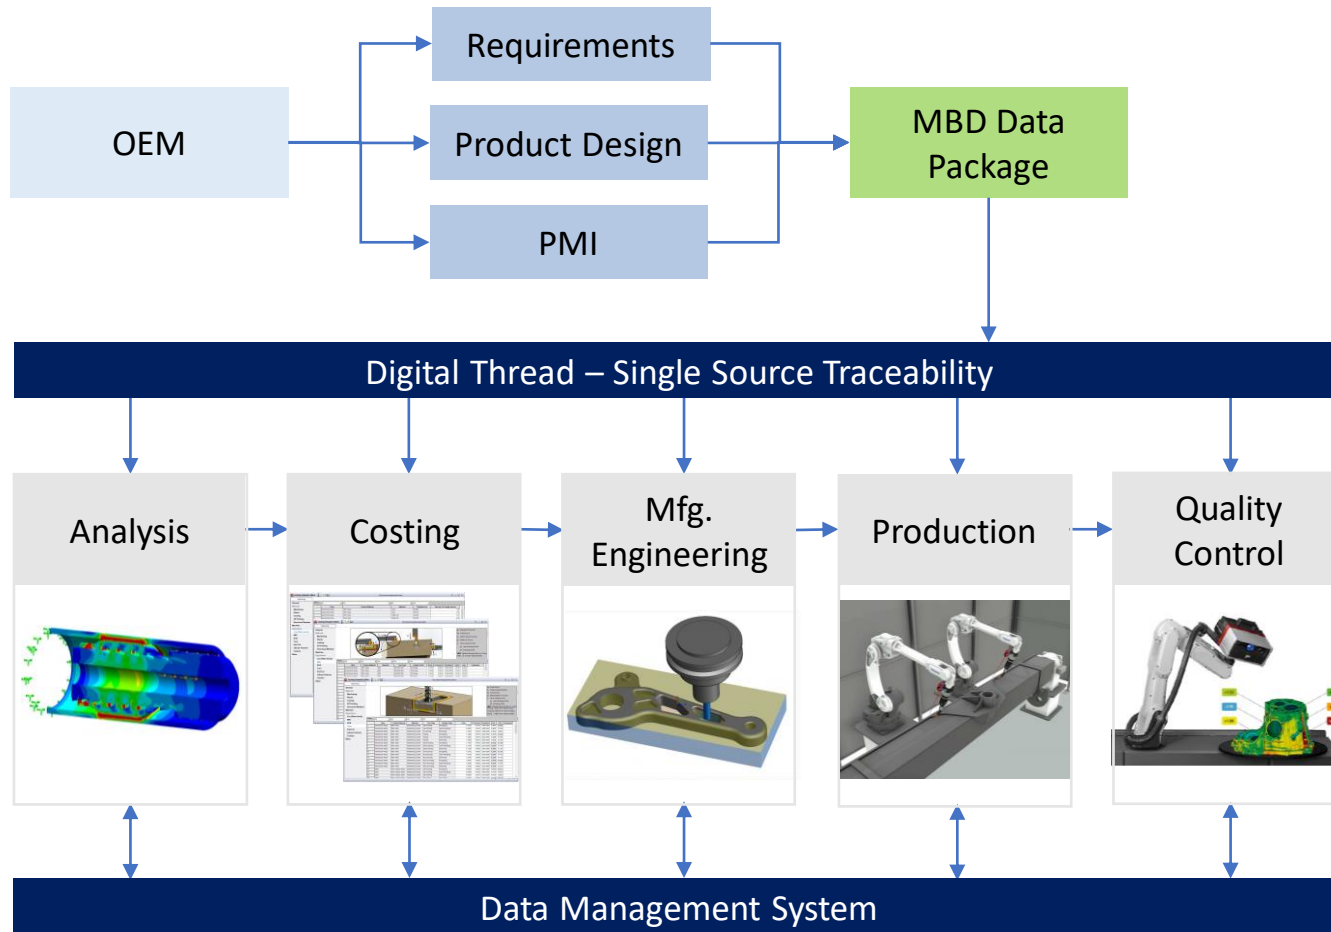 Requirements
OEM
Product Design
MBD Data
Package
PMI
Digital Thread – Single Source Traceability
Analysis
Costing
Mfg.
Engineering
Production
Quality
Control
Data Management System